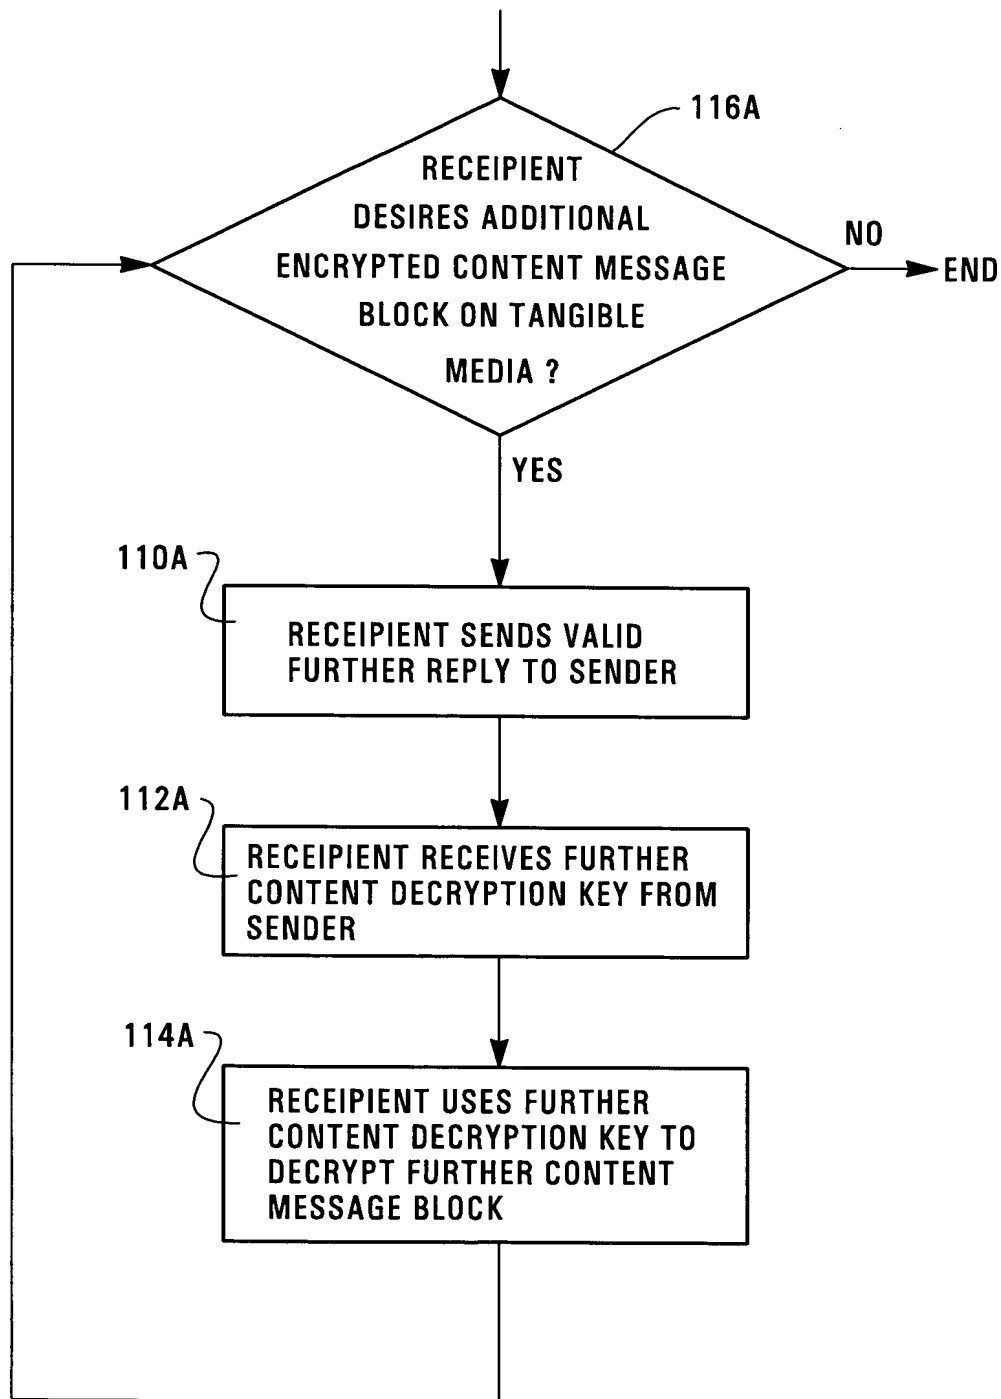 116A
RECEIPIENT
DESIRES ADDITIONAL
ENCRYPTED CONTENT MESSAGE
BLOCK ON TANGIBLE
MEDIA ?
NO
END
YES
110A
RECEIPIENT SENDS VALID
FURTHER REPLY TO SENDER
112A
RECEIPIENT RECEIVES FURTHER
CONTENT DECRYPTION KEY FROM
SENDER
114A
RECEIPIENT USES FURTHER
CONTENT DECRYPTION KEY TO
DECRYPT FURTHER CONTENT
MESSAGE BLOCK